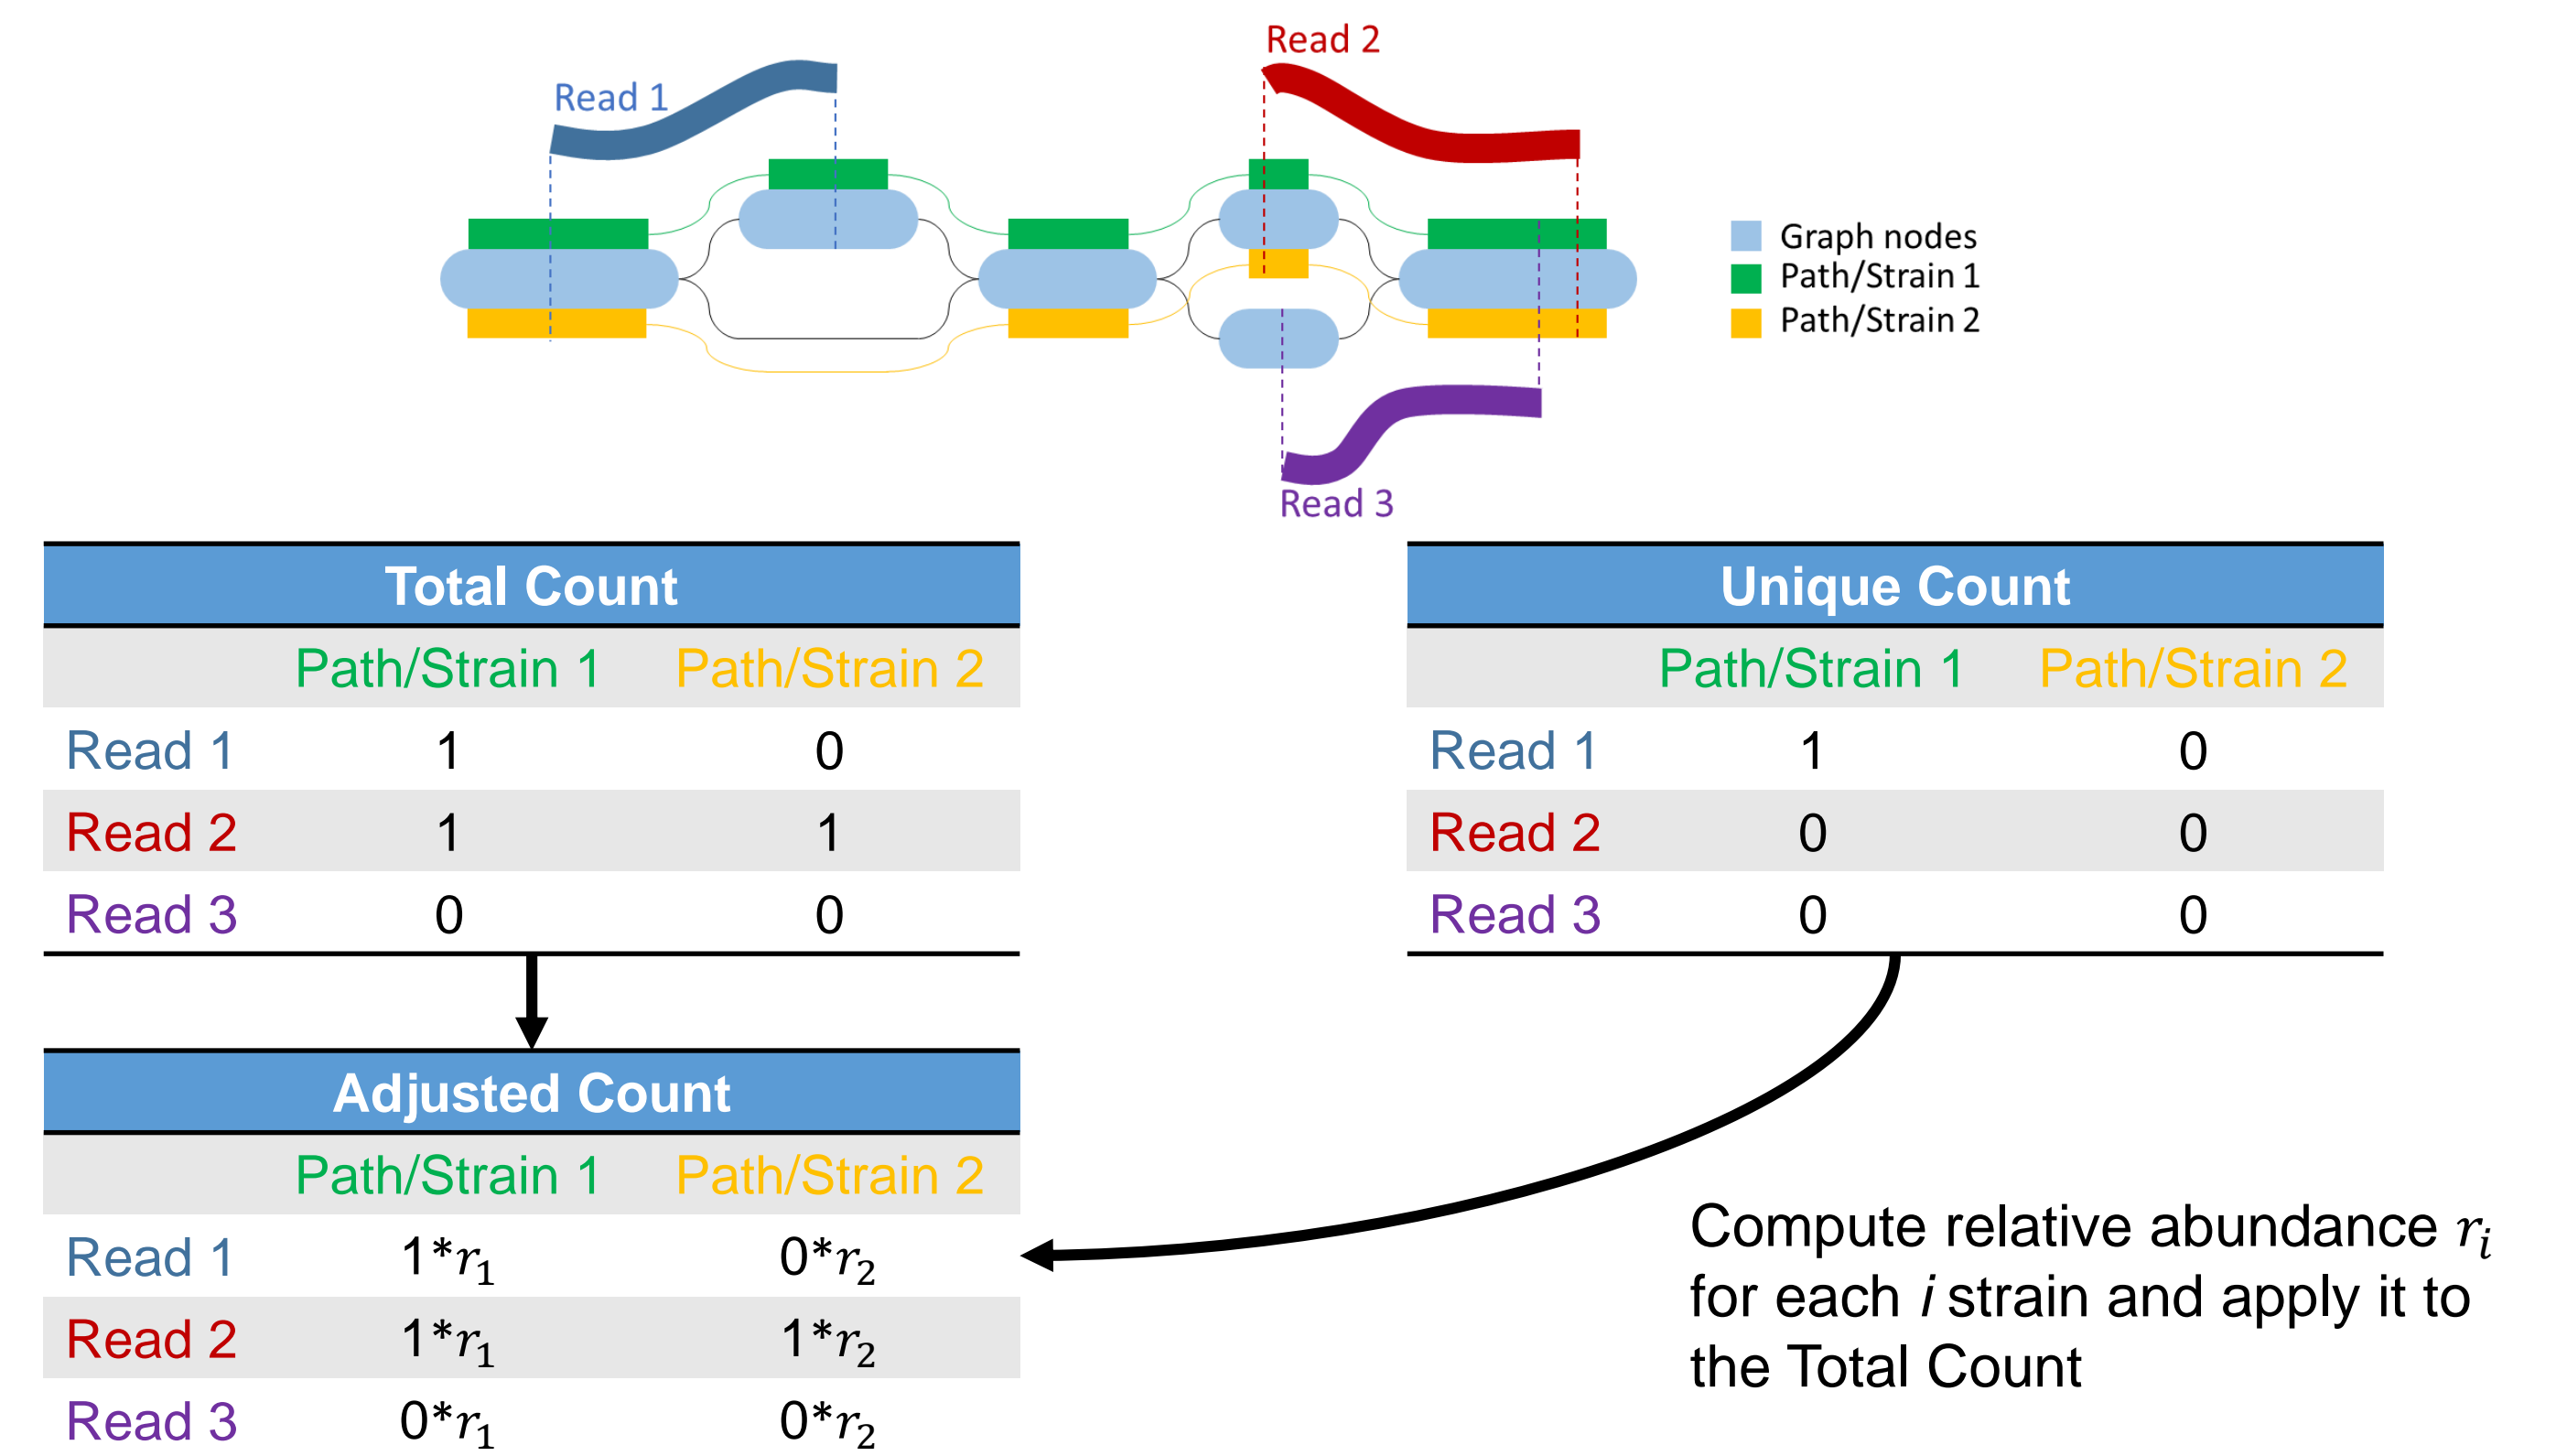 Read 2
Read 1
Graph nodes
Path/Strain 1
Path/Strain 2
Read 3
Total Count
Path/Strain 1 Path/Strain 2
Read 1 1 0
Read 2 1 1
Read 3 0 0
Unique Count
Path/Strain 1 Path/Strain 2
Read 1 1 0
Read 2 0 0
Read 3 0 0
Adjusted Count
Path/Strain 1 Path/Strain 2
Read 1 1*r₁ 0*r₂
Read 2 1*r₁ 1*r₂
Read 3 0*r₁ 0*r₂
Compute relative abundance rᵢ
for each i strain and apply it to
the Total Count